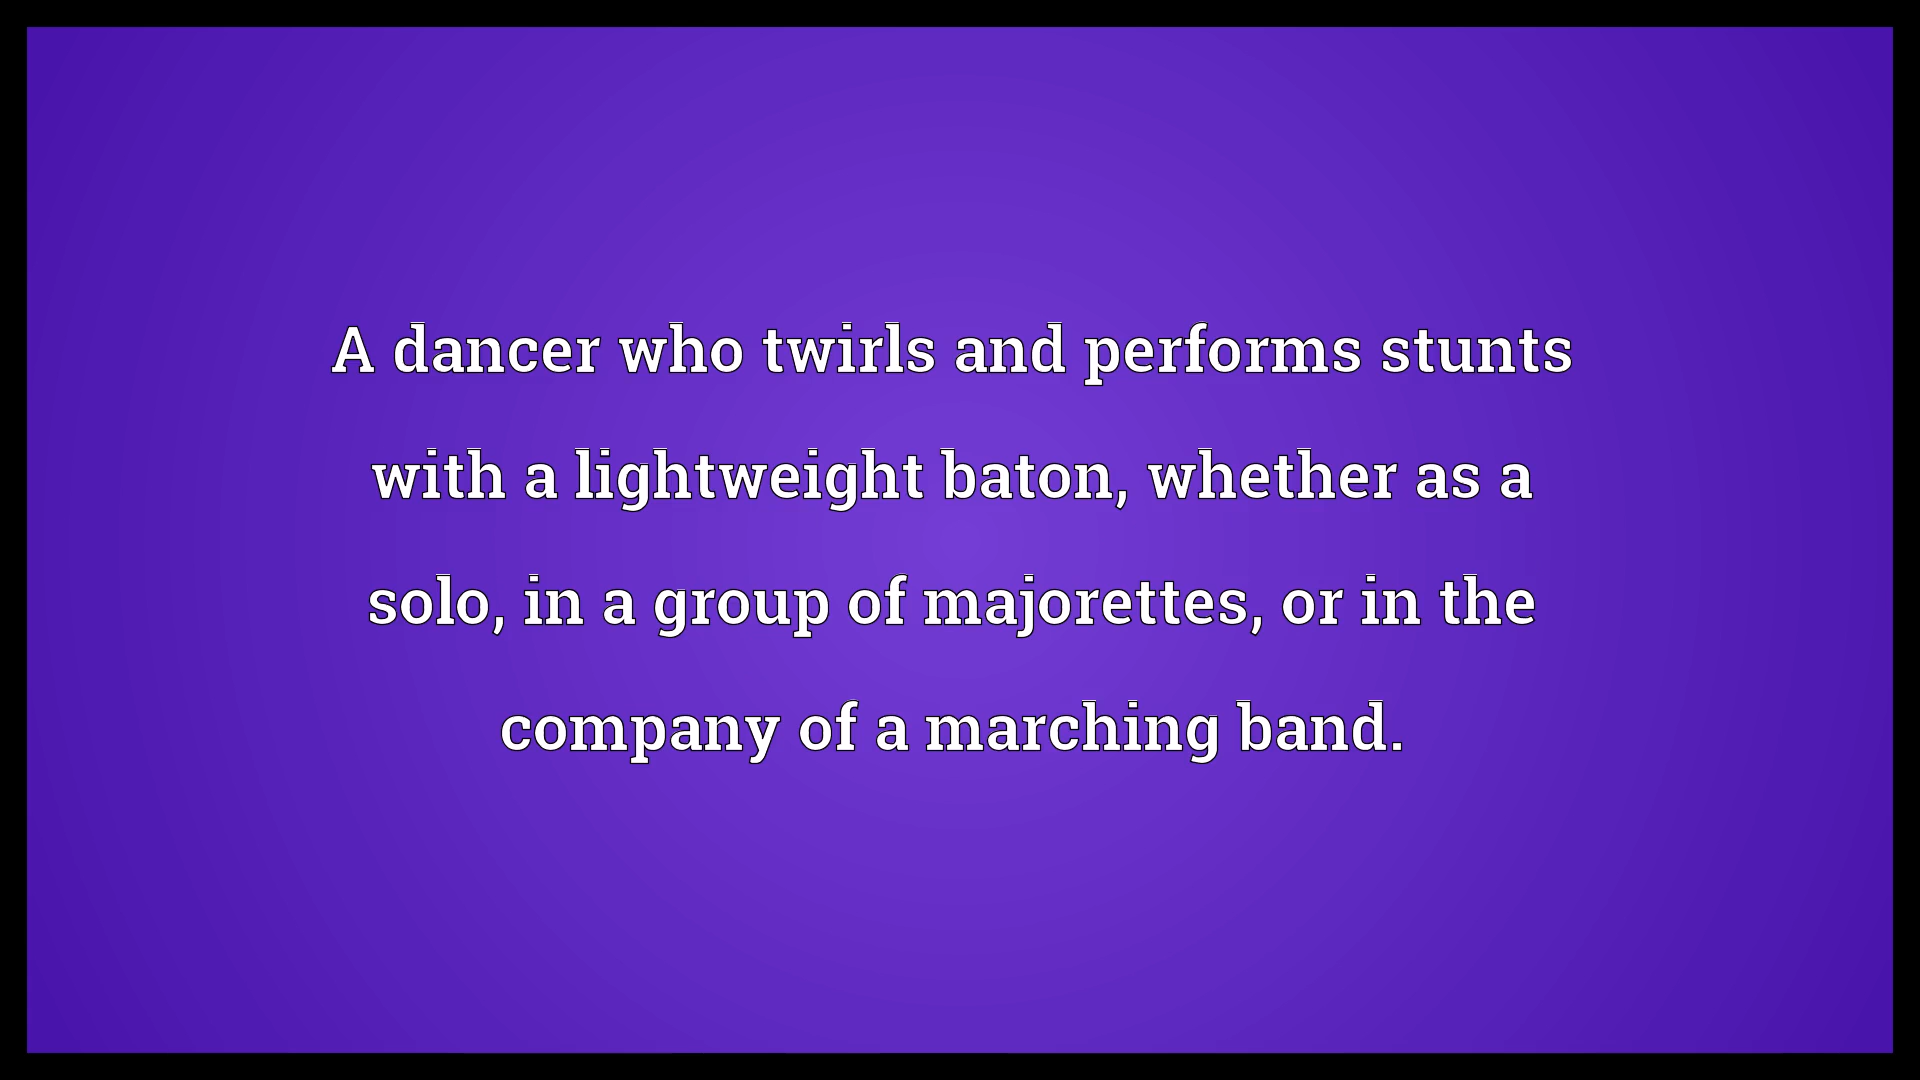 A dancer who twirls and performs stunts
with a lightweight baton, whether as a
solo, in a group of majorettes, or in the
company of a marching band.